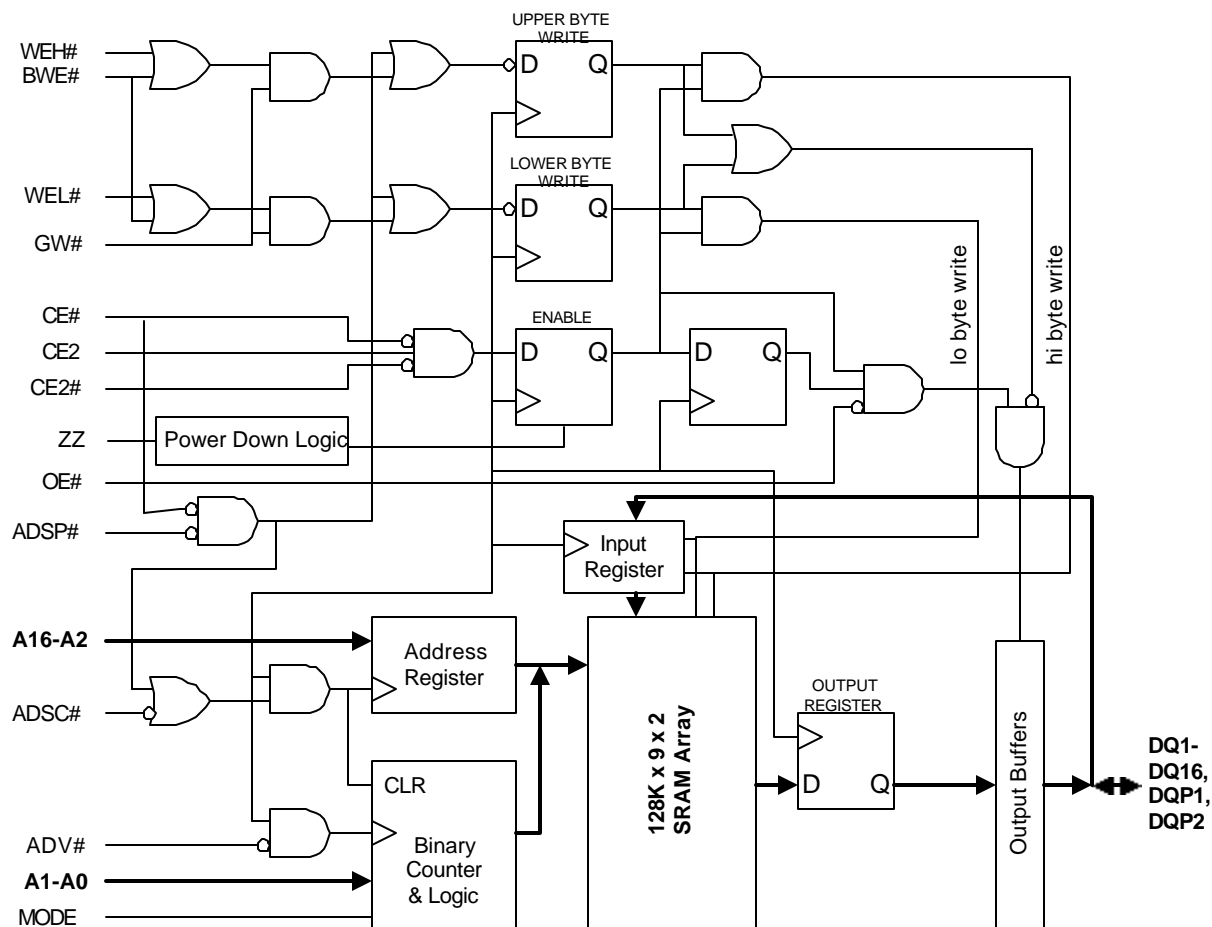 UPPER BYTE
WRITE
WEH#
BWE#
D
Q
LOWER BYTE
WRITE
WEL#
D
Q
GW#
lo byte write
hi byte write
CE#
ENABLE
CE2
D
Q
D
Q
CE2#
ZZ
Power Down Logic
OE#
ADSP#
Input
Register
A16-A2
Address
Register
ADSC#
OUTPUT
REGISTER
128K x 9 x 2
SRAM Array
CLR
D
Q
Output Buffers
DQ1-
DQ16,
DQP1,
DQP2
ADV#
Binary
Counter
& Logic
A1-A0
MODE